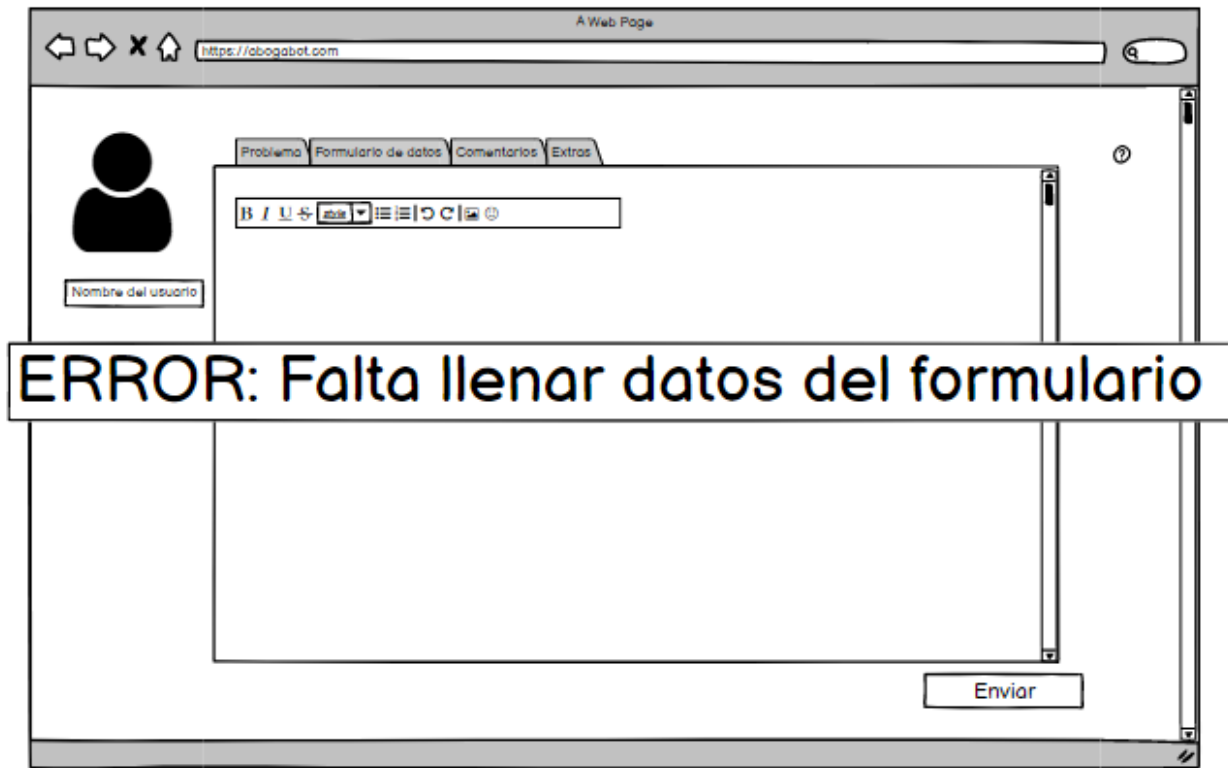 A Web Page
https://abogabot.com
Problema Formulario de datos Comentarios Extras
B I U S
Nombre del usuario
ERROR: Falta llenar datos del formulario
Enviar